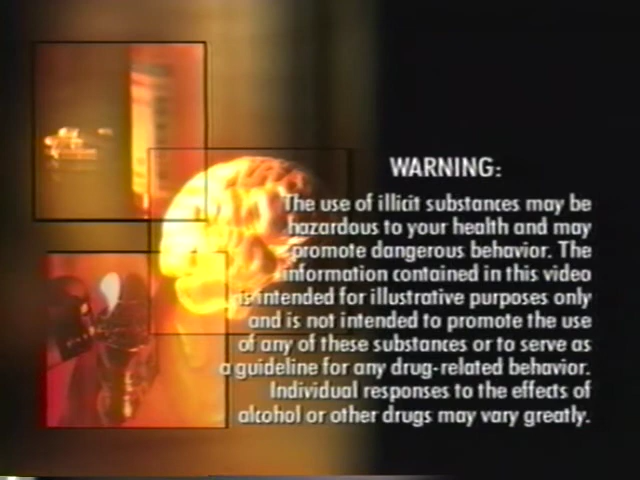 WARNING:
The use of illicit substances may be
hazardous to your health and may
promote dangerous behavior. The
information contained in this video
is intended for illustrative purposes only
and is not intended to promote the use
of any of these substances or to serve as
a guideline for any drug-related behavior.
Individual responses to the effects of
alcohol or other drugs may vary greatly.